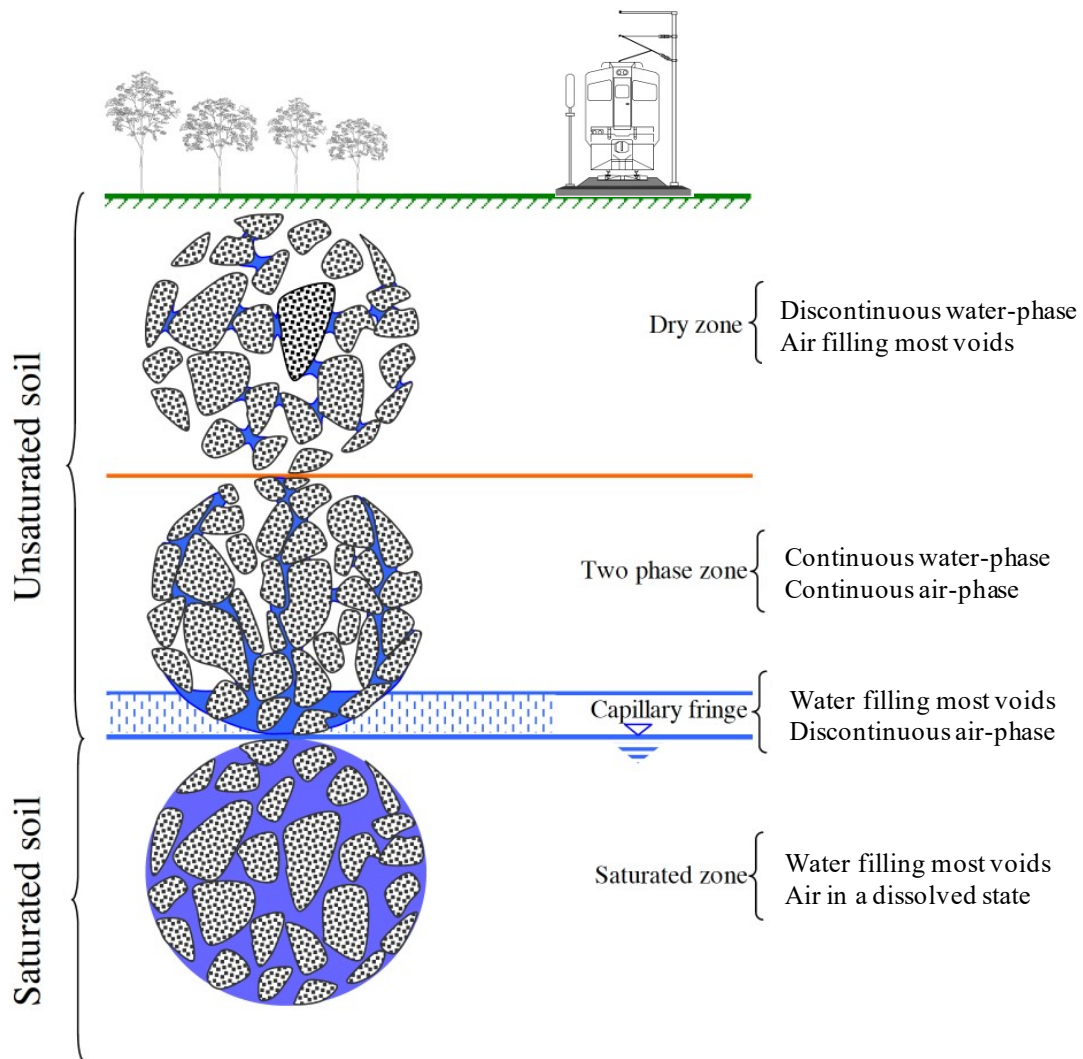 Unsaturated soil
Dry zone
Discontinuous water-phase
Air filling most voids
Two phase zone
Continuous water-phase
Continuous air-phase
Capillary fringe
Water filling most voids
Discontinuous air-phase
Saturated soil
Saturated zone
Water filling most voids
Air in a dissolved state